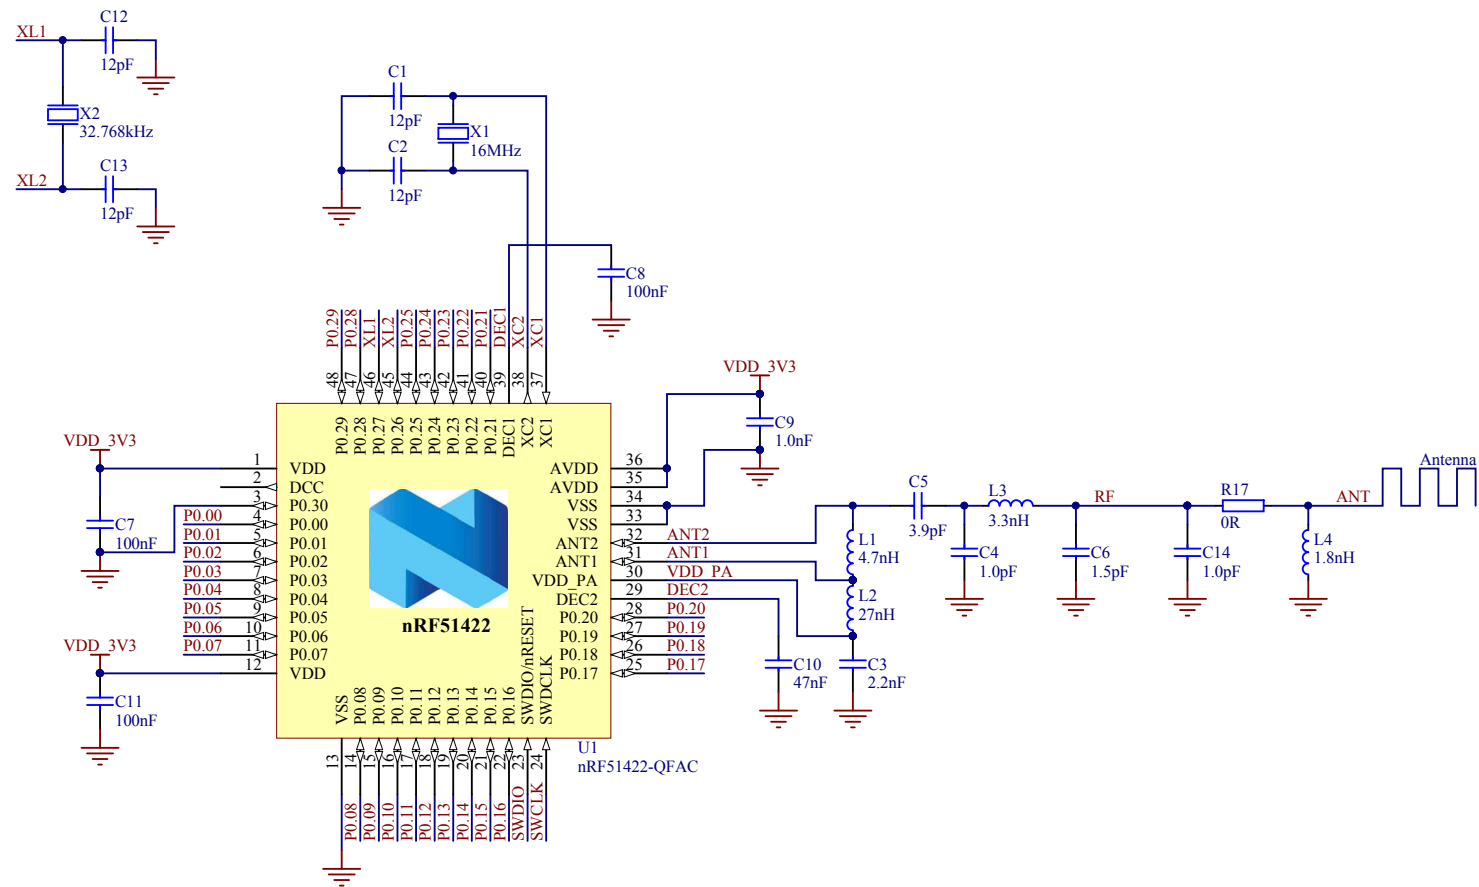 XL1
C12
12pF
X2
32.768kHz
XL2
C13
12pF
C1
12pF
X1
16MHz
C2
12pF
C8
100nF
P0.29
P0.28
XL1
XL2
P0.25
P0.24
P0.23
P0.22
P0.21
DEC1
XC2
XC1
48
47
46
45
44
43
42
41
40
39
38
37
P0.29
P0.28
P0.27
P0.26
P0.25
P0.24
P0.23
P0.22
P0.21
DEC1
XC2
XC1
VDD_3V3
C9
1.0nF
VDD_3V3
C7
100nF
P0.00
P0.01
P0.02
P0.03
P0.04
P0.05
P0.06
P0.07
VDD_3V3
C11
100nF
1 VDD
2 DCC
3 P0.30
4 P0.00
5 P0.01
6 P0.02
7 P0.03
8 P0.04
9 P0.05
10 P0.06
11 P0.07
12 VDD
nRF51422
AVDD 36
AVDD 35
VSS 34
VSS 33
ANT2 32 ANT2
ANT1 31 ANT1
VDD_PA 30 VDD_PA
DEC2 29 DEC2
P0.20 28 P0.20
P0.19 27 P0.19
P0.18 26 P0.18
P0.17 25 P0.17
VSS
P0.08
P0.09
P0.10
P0.11
P0.12
P0.13
P0.14
P0.15
P0.16
SWDIO/nRESET
SWDCLK
13
14
15
16
17
18
19
20
21
22
23
24
P0.08
P0.09
P0.10
P0.11
P0.12
P0.13
P0.14
P0.15
P0.16
SWDIO
SWCLK
U1
nRF51422-QFAC
L1
4.7nH
L2
27nH
C10
47nF
C3
2.2nF
C5
3.9pF
C4
1.0pF
L3
3.3nH
RF
C6
1.5pF
C14
1.0pF
R17
0R
ANT
L4
1.8nH
Antenna